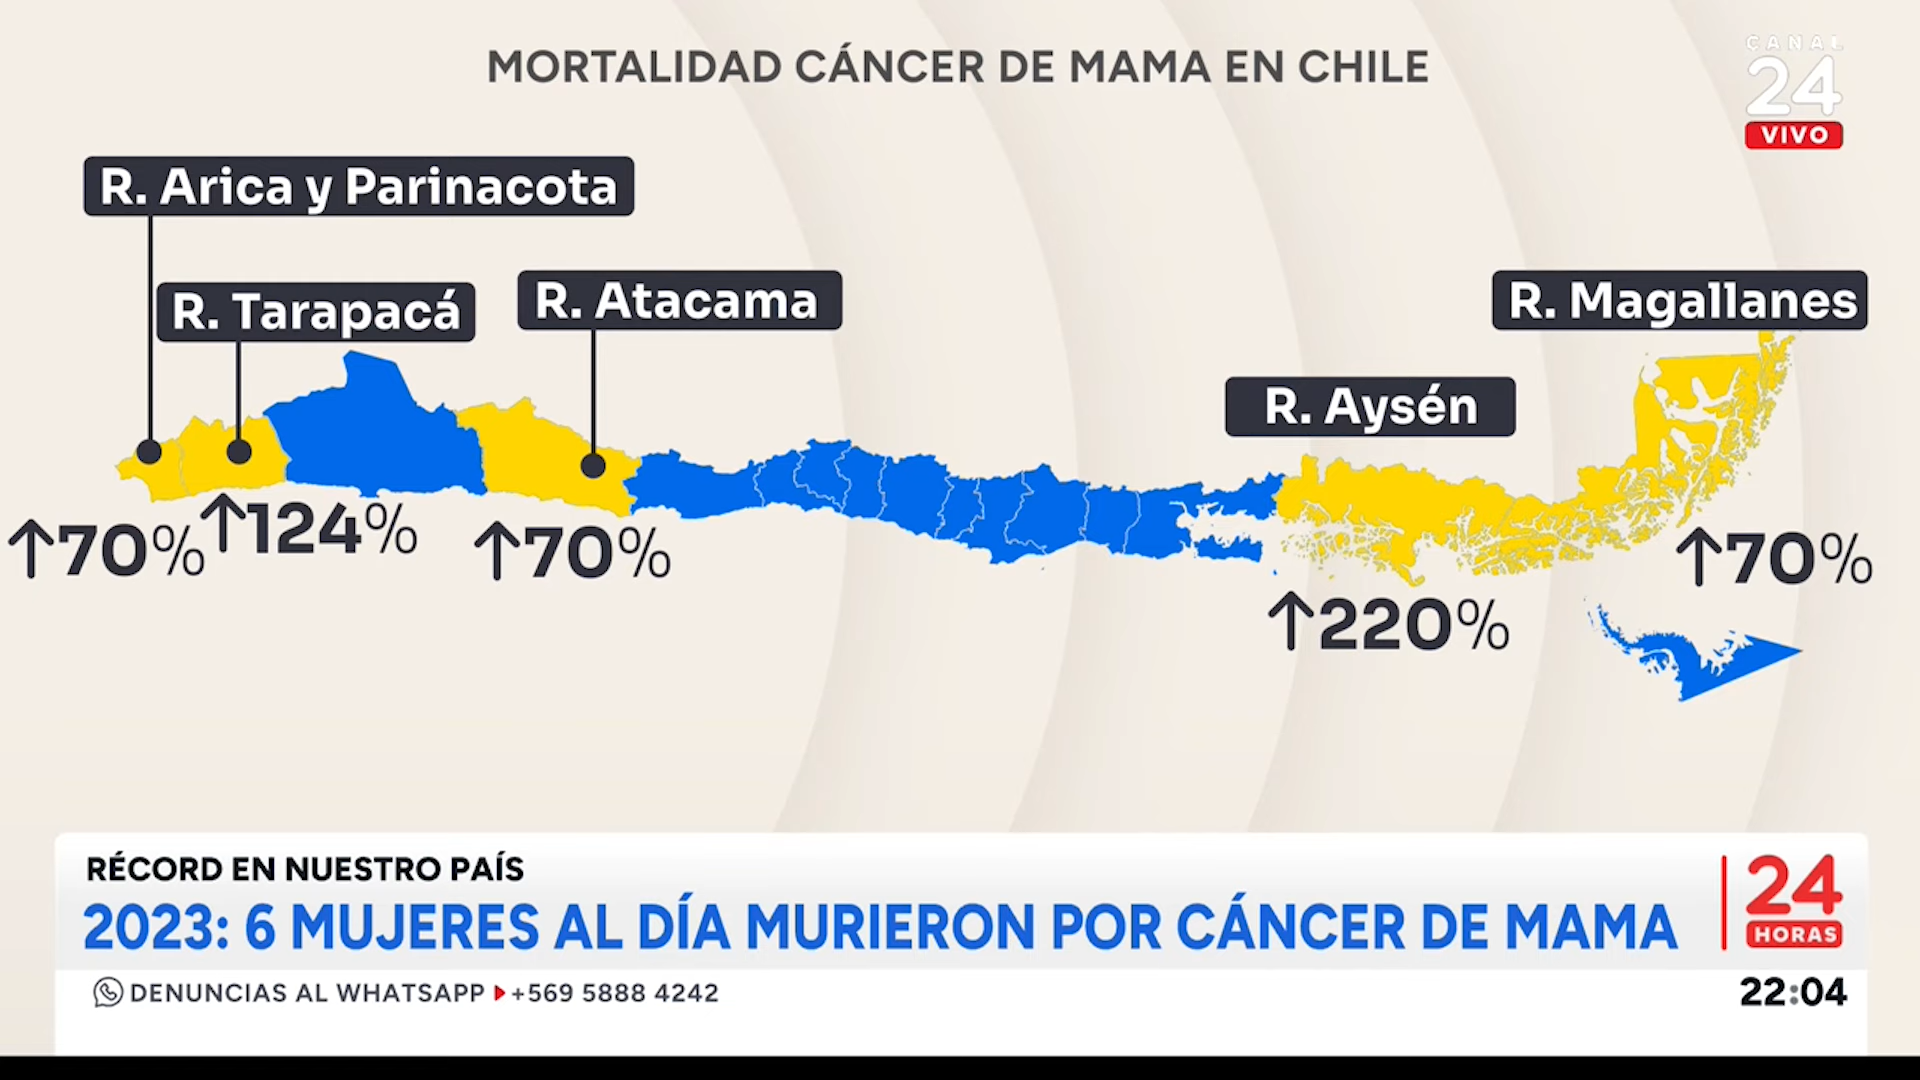 MORTALIDAD CÁNCER DE MAMA EN CHILE
CANAL
24
VIVO
R. Arica y Parinacota
R. Tarapacá
R. Atacama
R. Magallanes
R. Aysén
↑70%
↑124%
↑70%
↑220%
↑70%
RÉCORD EN NUESTRO PAÍS
2023: 6 MUJERES AL DÍA MURIERON POR CÁNCER DE MAMA
24
HORAS
DENUNCIAS AL WHATSAPP +569 5888 4242
22:04